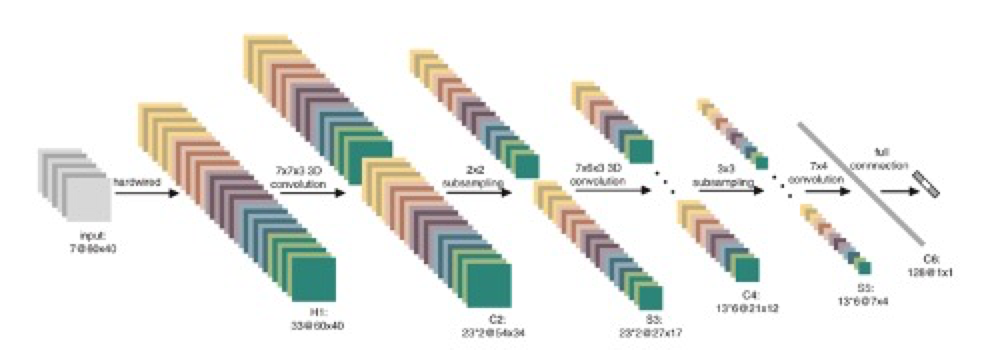 hardwired
7x7x3 3D
convolution
2x2
subsampling
7x6x3 3D
convolution
3x3
subsampling
7x4
convolution
full
connnection
input:
7@60x40
H1:
33@60x40
C2:
23*2@54x34
S3:
23*2@27x17
C4:
13*6@21x12
S5:
13*6@7x4
C6:
128@1x1